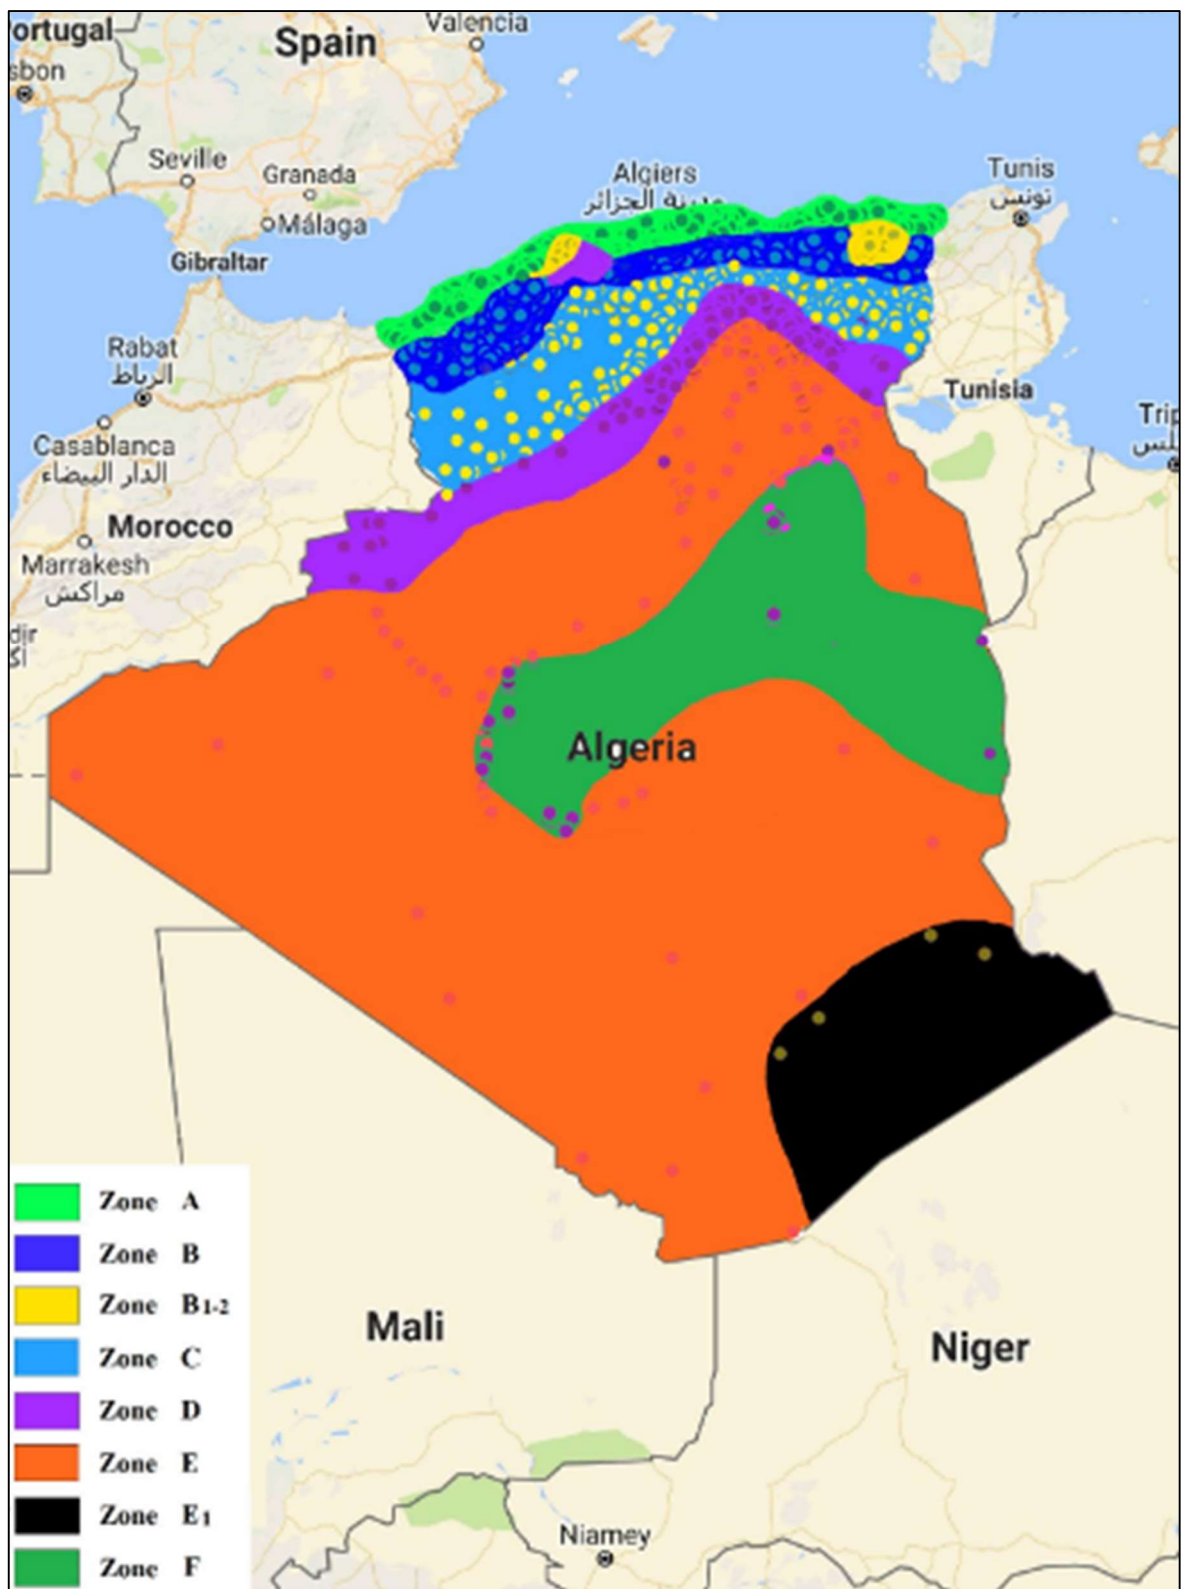 ortugal
Spain
Valencia
sbon
Seville
Granada
Málaga
Gibraltar
Algiers
مدينة الجزائر
Tunis
تونس
Rabat
الرباط
Casablanca
الدار البيضاء
Morocco
Marrakesh
مراكش
dir
Tunisia
Trip
Algeria
Mali
Niger
Niamey
Zone A
Zone B
Zone B1-2
Zone C
Zone D
Zone E
Zone E1
Zone F